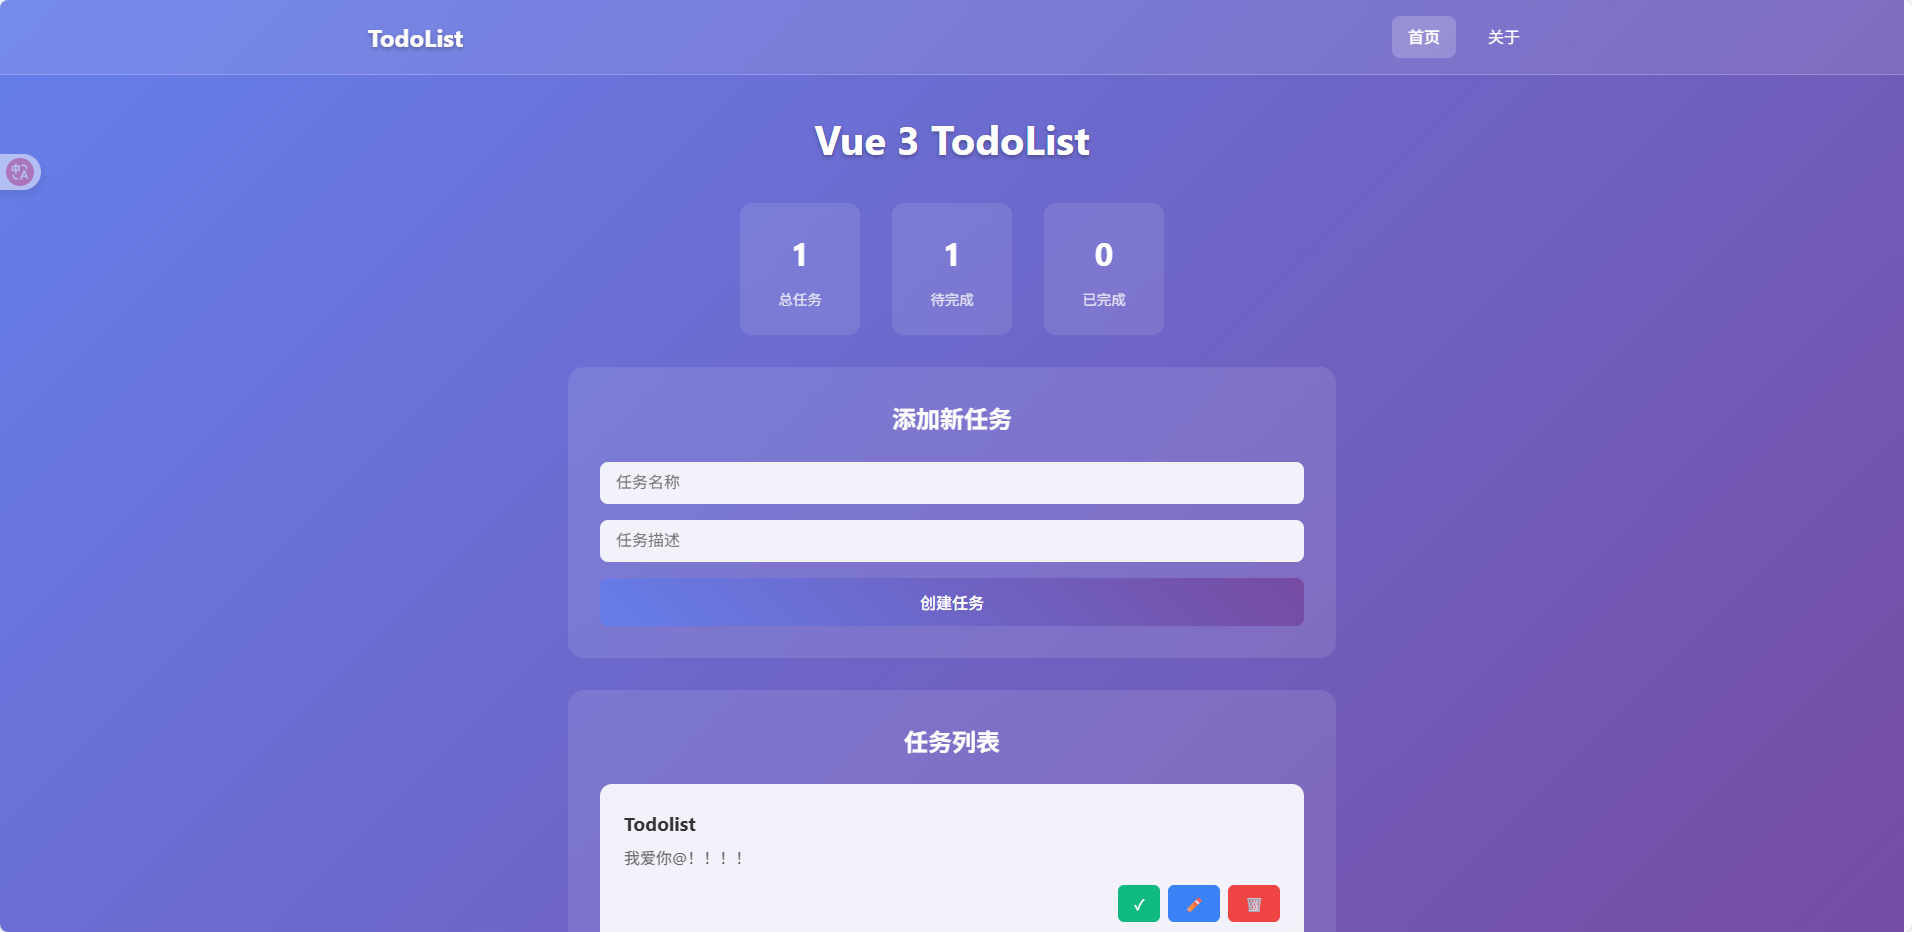 TodoList
首页
关于
Vue 3 TodoList
1
总任务
1
待完成
0
已完成
添加新任务
任务名称
任务描述
创建任务
任务列表
Todolist
我爱你@！！！！